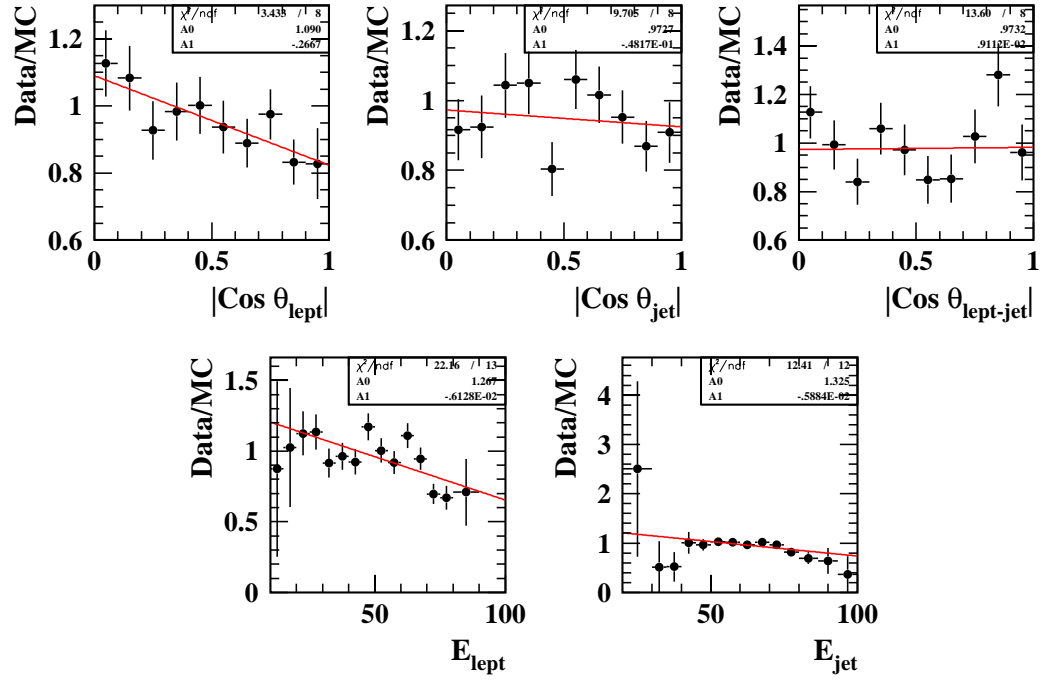 χ²/ndf 3.433 / 8
A0 1.090
A1 -.2667
Data/MC
1.2
1
0.8
0.6
0 0.5 1
|Cos θlept|
χ²/ndf 9.705 / 8
A0 .9727
A1 -.4817E-01
Data/MC
1.2
1
0.8
0.6
0 0.5 1
|Cos θjet|
χ²/ndf 13.60 / 8
A0 .9732
A1 .9112E-02
Data/MC
1.4
1.2
1
0.8
0.6
0 0.5 1
|Cos θlept-jet|
χ²/ndf 22.16 / 13
A0 1.267
A1 -.6128E-02
Data/MC
1.5
1
0.5
0
50 100
Elept
χ²/ndf 12.41 / 12
A0 1.325
A1 -.5884E-02
Data/MC
4
3
2
1
0
50 100
Ejet